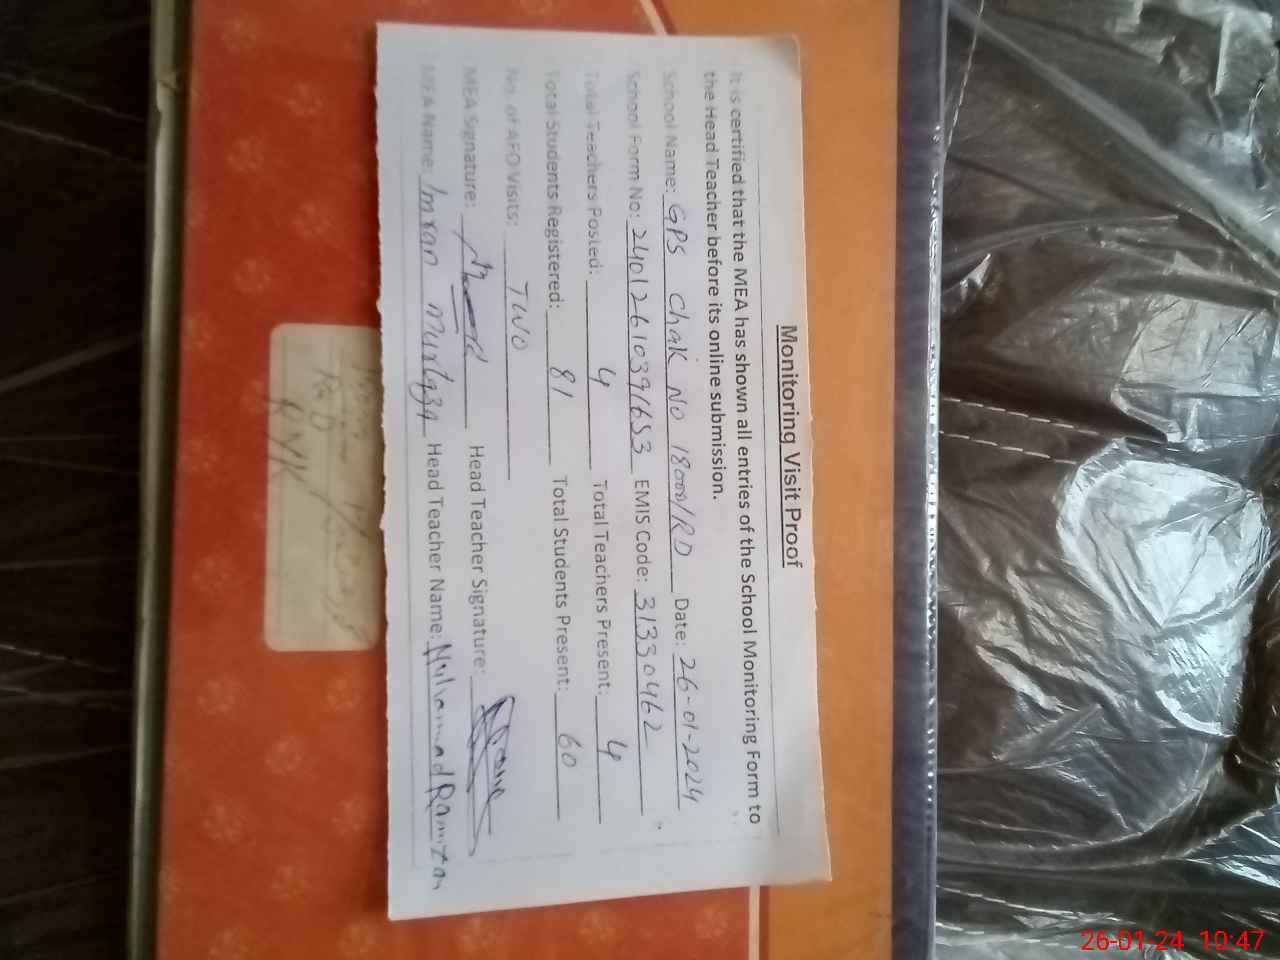 Monitoring Visit Proof
It is certified that the MEA has shown all entries of the School Monitoring Form to
the Head Teacher before its online submission.
School Name: GPS Chak No 18000/RD Date: 26-01-2024
School Form No: 240126103916S3 EMIS Code: 31330462
Total Teachers Posted: 4 Total Teachers Present: 4
Total Students Registered: 81 Total Students Present: 60
No. of AEO Visits: TWO
MEA Signature: Head Teacher Signature:
MEA Name: Imran Murtaza Head Teacher Name: Muhammad Ramzan
RYK
26-01-24 10:47